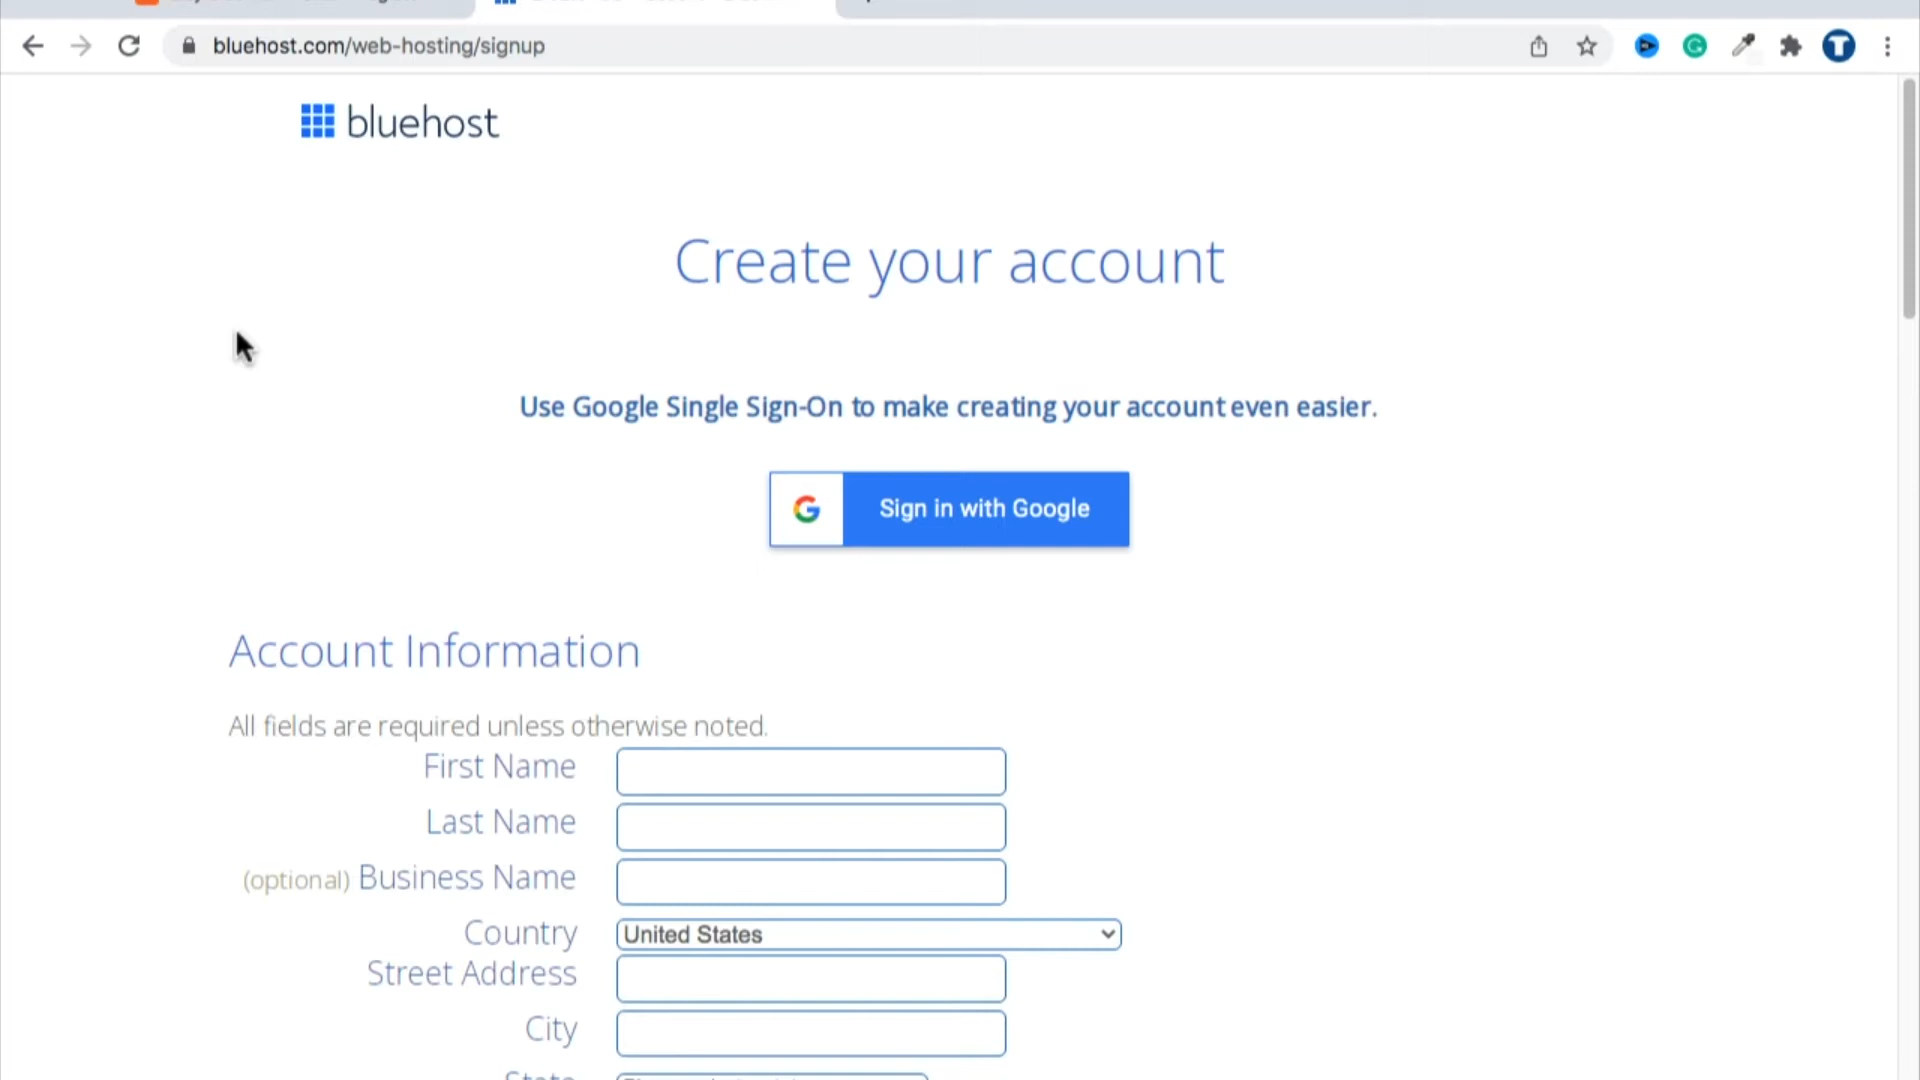 bluehost.com/web-hosting/signup
bluehost
Create your account
Use Google Single Sign-On to make creating your account even easier.
G Sign in with Google
Account Information
All fields are required unless otherwise noted.
First Name
Last Name
(optional) Business Name
Country United States
Street Address
City
State